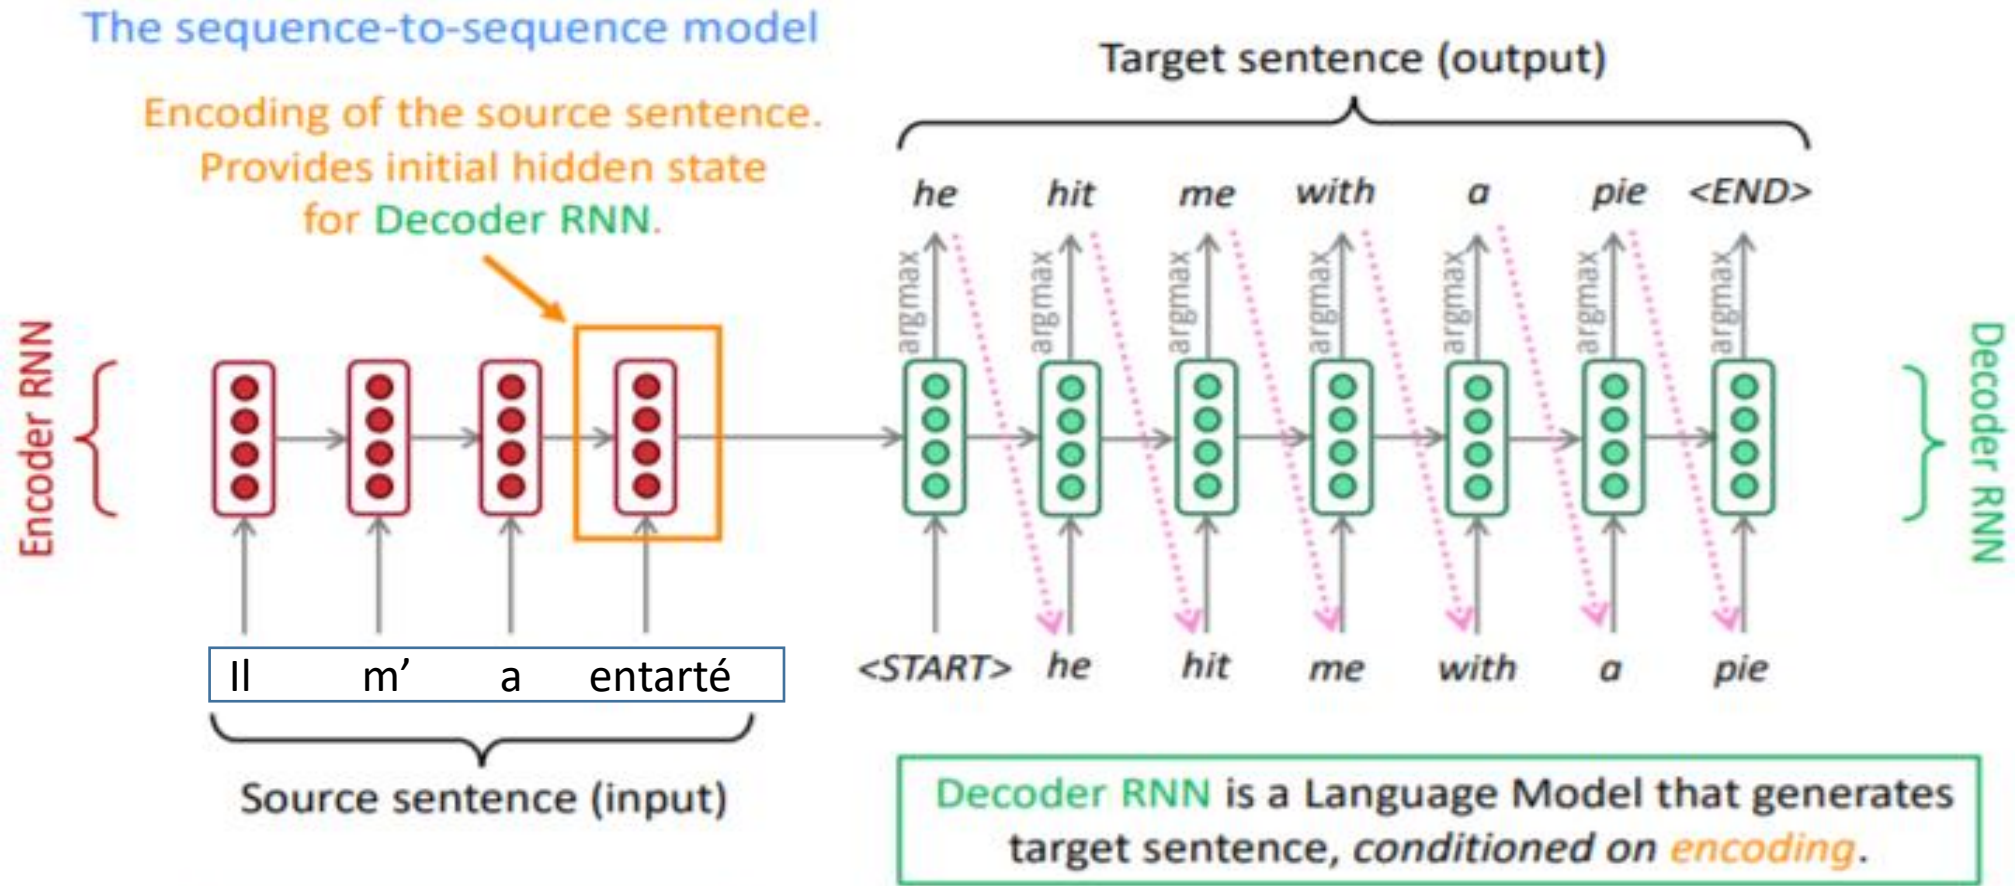 The sequence-to-sequence model
Encoding of the source sentence.
Provides initial hidden state
for Decoder RNN.
Encoder RNN
Il m’ a entarté
Source sentence (input)
Target sentence (output)
he hit me with a pie <END>
argmax argmax argmax argmax argmax argmax argmax
Decoder RNN
<START> he hit me with a pie
Decoder RNN is a Language Model that generates
target sentence, conditioned on encoding.